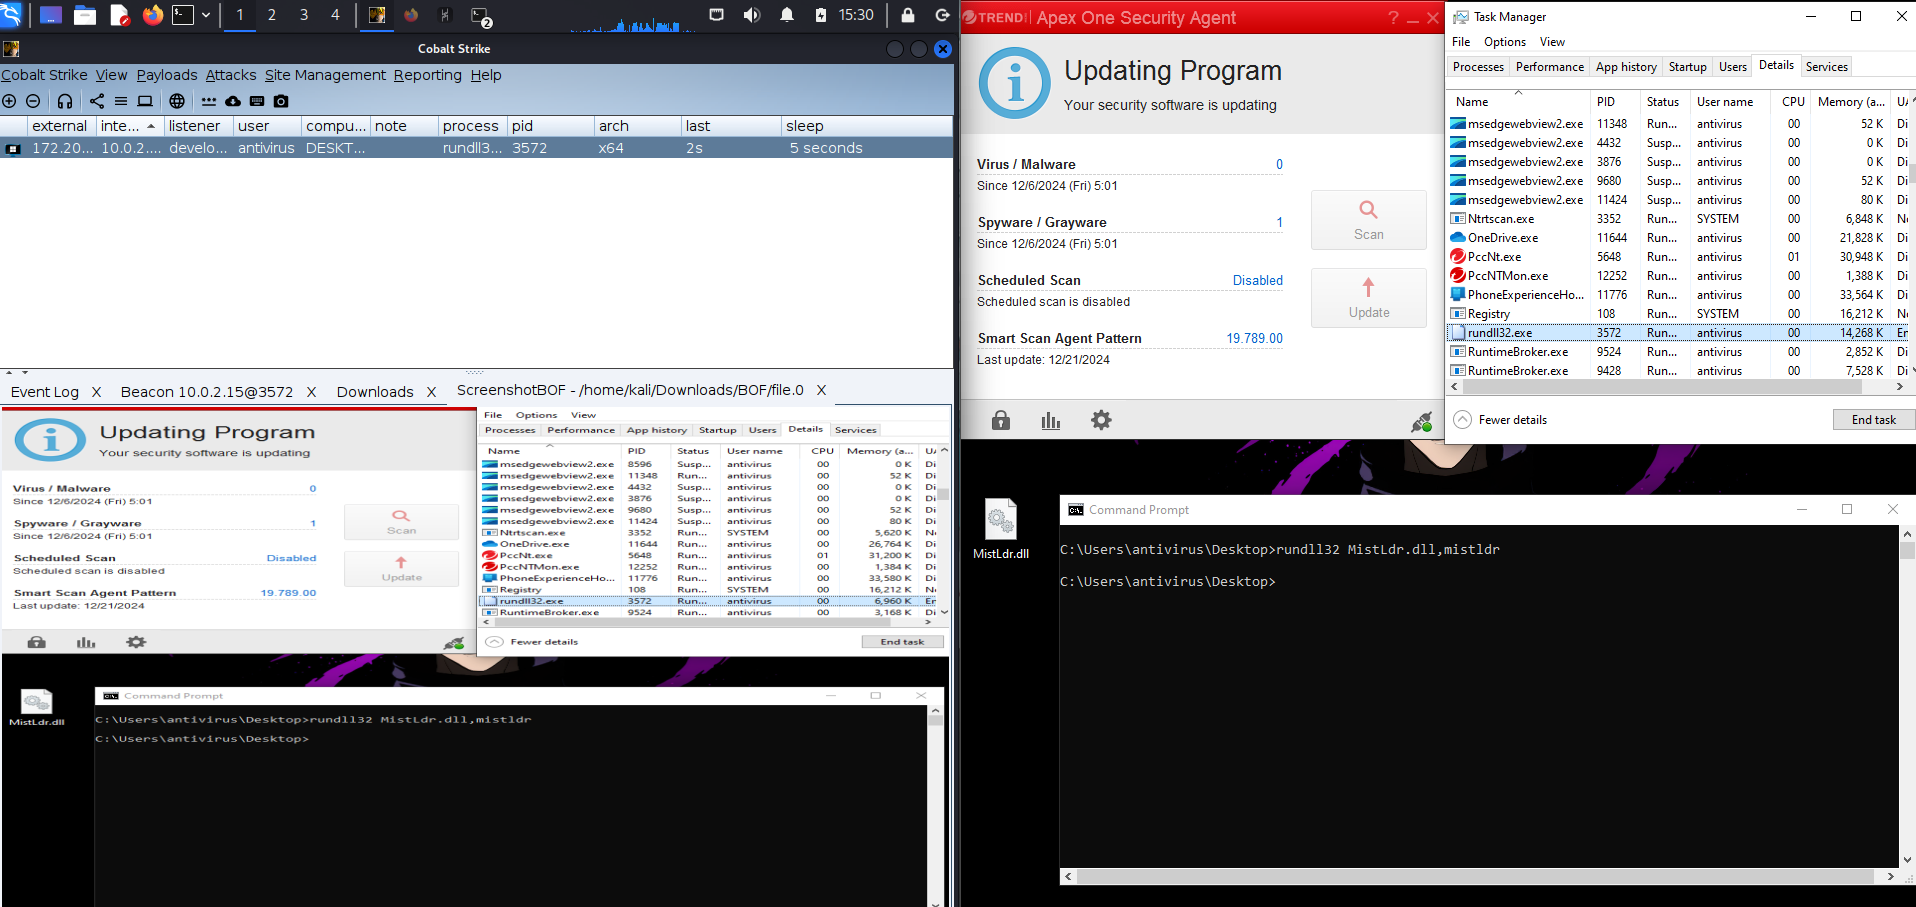 1 2 3 4
2
15:30
Cobalt Strike
Cobalt Strike View Payloads Attacks Site Management Reporting Help
external inte... listener user compu... note process pid arch last sleep
172.20... 10.0.2.... develo... antivirus DESKT... rundll3... 3572 x64 2s 5 seconds
Event Log X Beacon 10.0.2.15@3572 X Downloads X ScreenshotBOF - /home/kali/Downloads/BOF/file.0 X
Updating Program
Your security software is updating
Virus / Malware 0
Since 12/6/2024 (Fri) 5:01
Spyware / Grayware 1
Since 12/6/2024 (Fri) 5:01
Scan
Scheduled Scan Disabled
Scheduled scan is disabled
Update
Smart Scan Agent Pattern 19.789.00
Last update: 12/21/2024
File Options View
Processes Performance App history Startup Users Details Services
Name PID Status User name CPU Memory (a... UA
msedgewebview2.exe 8596 Susp... antivirus 00 0 K Di
msedgewebview2.exe 11348 Run... antivirus 00 52 K Di
msedgewebview2.exe 4432 Susp... antivirus 00 0 K Di
msedgewebview2.exe 3876 Susp... antivirus 00 0 K Di
msedgewebview2.exe 9680 Susp... antivirus 00 52 K Di
msedgewebview2.exe 11424 Susp... antivirus 00 80 K Di
Ntrtscan.exe 3352 Run... SYSTEM 00 5,620 K Nc
OneDrive.exe 11644 Run... antivirus 00 26,764 K Di
PccNt.exe 5648 Run... antivirus 01 31,200 K Di
PccNTMon.exe 12252 Run... antivirus 00 1,384 K Di
PhoneExperienceHo... 11776 Run... antivirus 00 33,580 K Di
Registry 108 Run... SYSTEM 00 16,212 K Nc
rundll32.exe 3572 Run... antivirus 00 6,960 K Er
RuntimeBroker.exe 9524 Run... antivirus 00 3,168 K Di
Fewer details End task
MistLdr.dll
Command Prompt
C:\Users\antivirus\Desktop>rundll32 MistLdr.dll,mistldr
C:\Users\antivirus\Desktop>
TREND Apex One Security Agent ?
Updating Program
Your security software is updating
Virus / Malware 0
Since 12/6/2024 (Fri) 5:01
Spyware / Grayware 1
Since 12/6/2024 (Fri) 5:01
Scan
Scheduled Scan Disabled
Scheduled scan is disabled
Update
Smart Scan Agent Pattern 19.789.00
Last update: 12/21/2024
Task Manager
File Options View
Processes Performance App history Startup Users Details Services
Name PID Status User name CPU Memory (a... UA
msedgewebview2.exe 11348 Run... antivirus 00 52 K Di
msedgewebview2.exe 4432 Susp... antivirus 00 0 K Di
msedgewebview2.exe 3876 Susp... antivirus 00 0 K Di
msedgewebview2.exe 9680 Susp... antivirus 00 52 K Di
msedgewebview2.exe 11424 Susp... antivirus 00 80 K Di
Ntrtscan.exe 3352 Run... SYSTEM 00 6,848 K Nc
OneDrive.exe 11644 Run... antivirus 00 21,828 K Di
PccNt.exe 5648 Run... antivirus 01 30,948 K Di
PccNTMon.exe 12252 Run... antivirus 00 1,388 K Di
PhoneExperienceHo... 11776 Run... antivirus 00 33,564 K Di
Registry 108 Run... SYSTEM 00 16,212 K Nc
rundll32.exe 3572 Run... antivirus 00 14,268 K Er
RuntimeBroker.exe 9524 Run... antivirus 00 2,852 K Di
RuntimeBroker.exe 9428 Run... antivirus 00 7,528 K Di
Fewer details End task
MistLdr.dll
Command Prompt
C:\Users\antivirus\Desktop>rundll32 MistLdr.dll,mistldr
C:\Users\antivirus\Desktop>